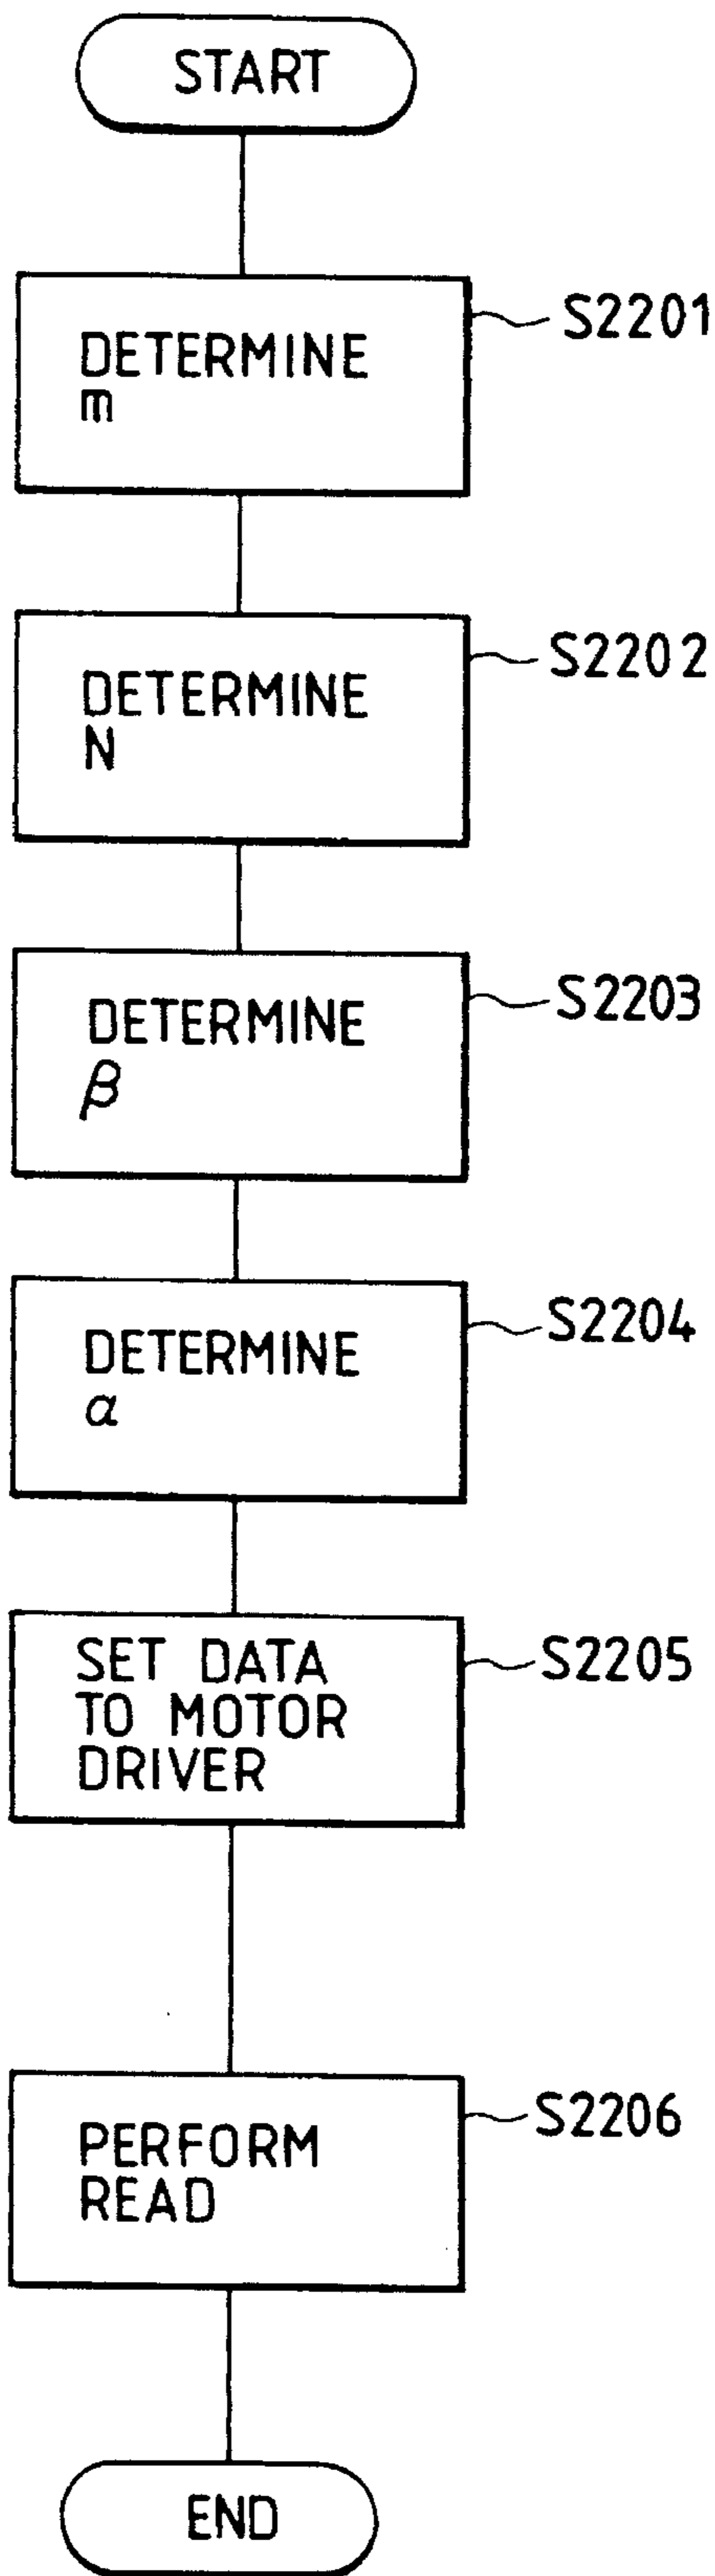 START
S2201
DETERMINE
m
S2202
DETERMINE
N
S2203
DETERMINE
β
S2204
DETERMINE
α
S2205
SET DATA
TO MOTOR
DRIVER
S2206
PERFORM
READ
END